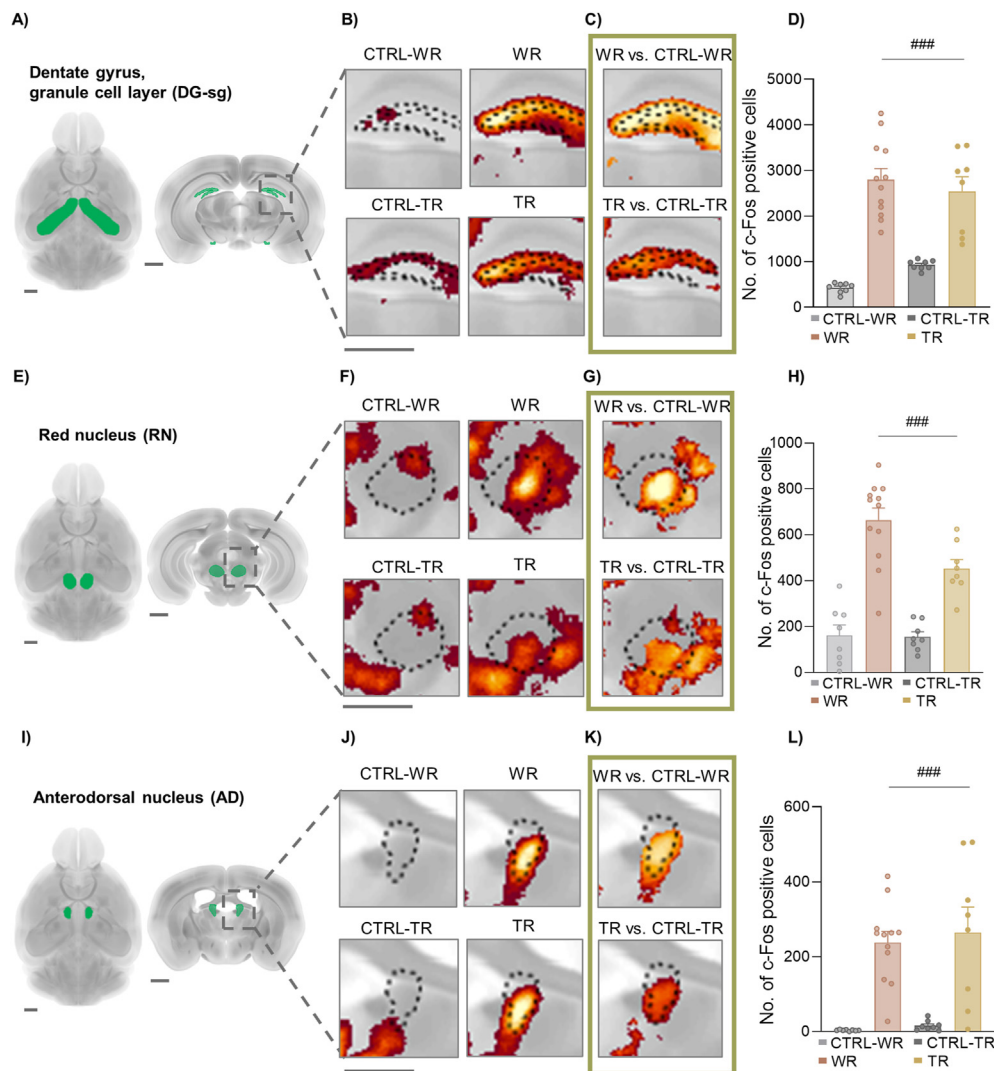 A)
Dentate gyrus,
granule cell layer (DG-sg)
B)
CTRL-WR
WR
CTRL-TR
TR
C)
WR vs. CTRL-WR
TR vs. CTRL-TR
D)
###
No. of c-Fos positive cells
5000
4000
3000
2000
1000
0
CTRL-WR
CTRL-TR
WR
TR
E)
Red nucleus (RN)
F)
CTRL-WR
WR
CTRL-TR
TR
G)
WR vs. CTRL-WR
TR vs. CTRL-TR
H)
###
No. of c-Fos positive cells
1000
800
600
400
200
0
CTRL-WR
CTRL-TR
WR
TR
I)
Anterodorsal nucleus (AD)
J)
CTRL-WR
WR
CTRL-TR
TR
K)
WR vs. CTRL-WR
TR vs. CTRL-TR
L)
###
No. of c-Fos positive cells
600
400
200
0
CTRL-WR
CTRL-TR
WR
TR